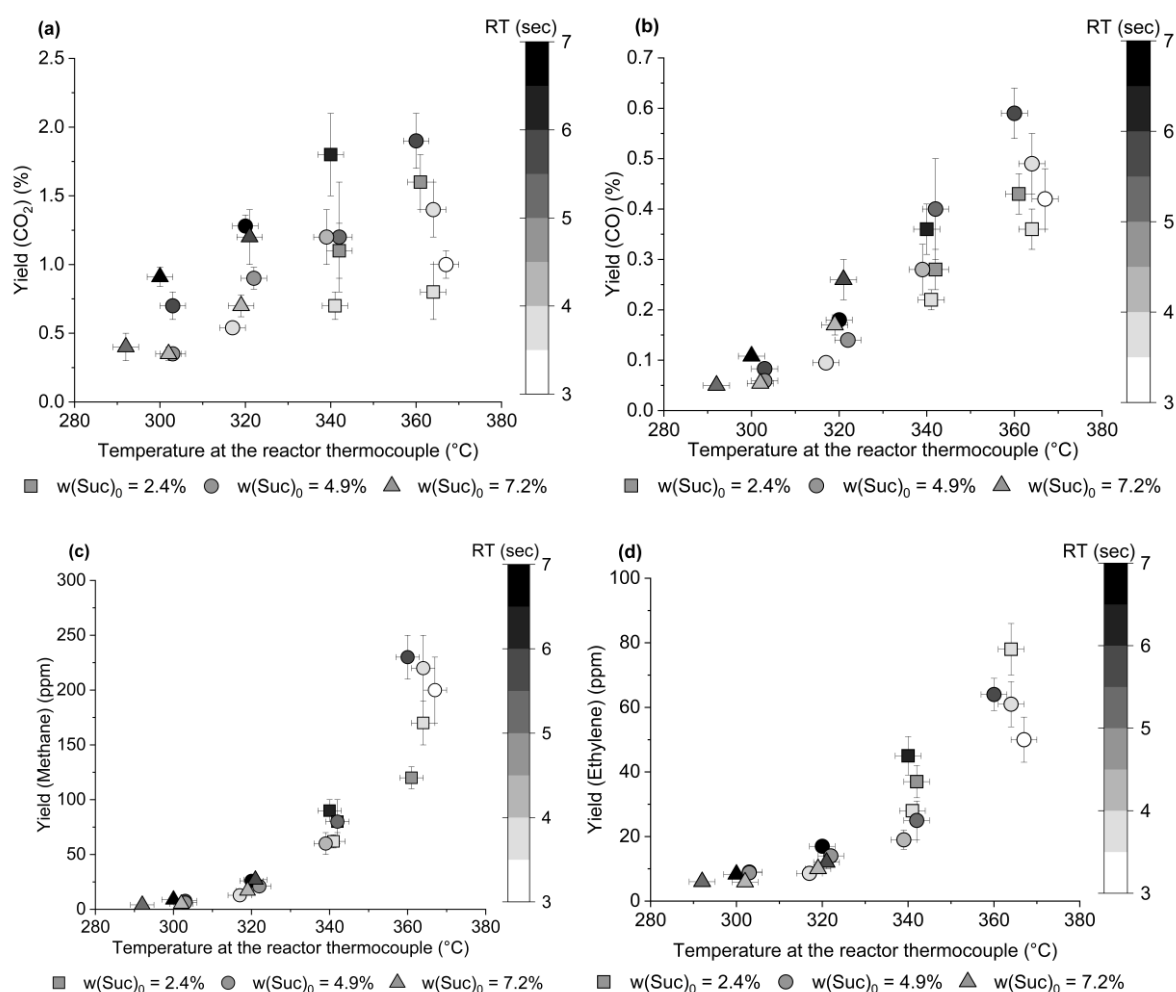 (a)
RT (sec)
Yield (CO₂) (%)
2.5
2.0
1.5
1.0
0.5
0.0
280 300 320 340 360 380
Temperature at the reactor thermocouple (°C)
7
6
5
4
3
w(Suc)₀ = 2.4% w(Suc)₀ = 4.9% w(Suc)₀ = 7.2%
(b)
RT (sec)
Yield (CO) (%)
0.7
0.6
0.5
0.4
0.3
0.2
0.1
0.0
280 300 320 340 360 380
Temperature at the reactor thermocouple (°C)
7
6
5
4
3
w(Suc)₀ = 2.4% w(Suc)₀ = 4.9% w(Suc)₀ = 7.2%
(c)
RT (sec)
Yield (Methane) (ppm)
300
250
200
150
100
50
0
280 300 320 340 360 380
Temperature at the reactor thermocouple (°C)
7
6
5
4
3
w(Suc)₀ = 2.4% w(Suc)₀ = 4.9% w(Suc)₀ = 7.2%
(d)
RT (sec)
Yield (Ethylene) (ppm)
100
80
60
40
20
0
280 300 320 340 360 380
Temperature at the reactor thermocouple (°C)
7
6
5
4
3
w(Suc)₀ = 2.4% w(Suc)₀ = 4.9% w(Suc)₀ = 7.2%